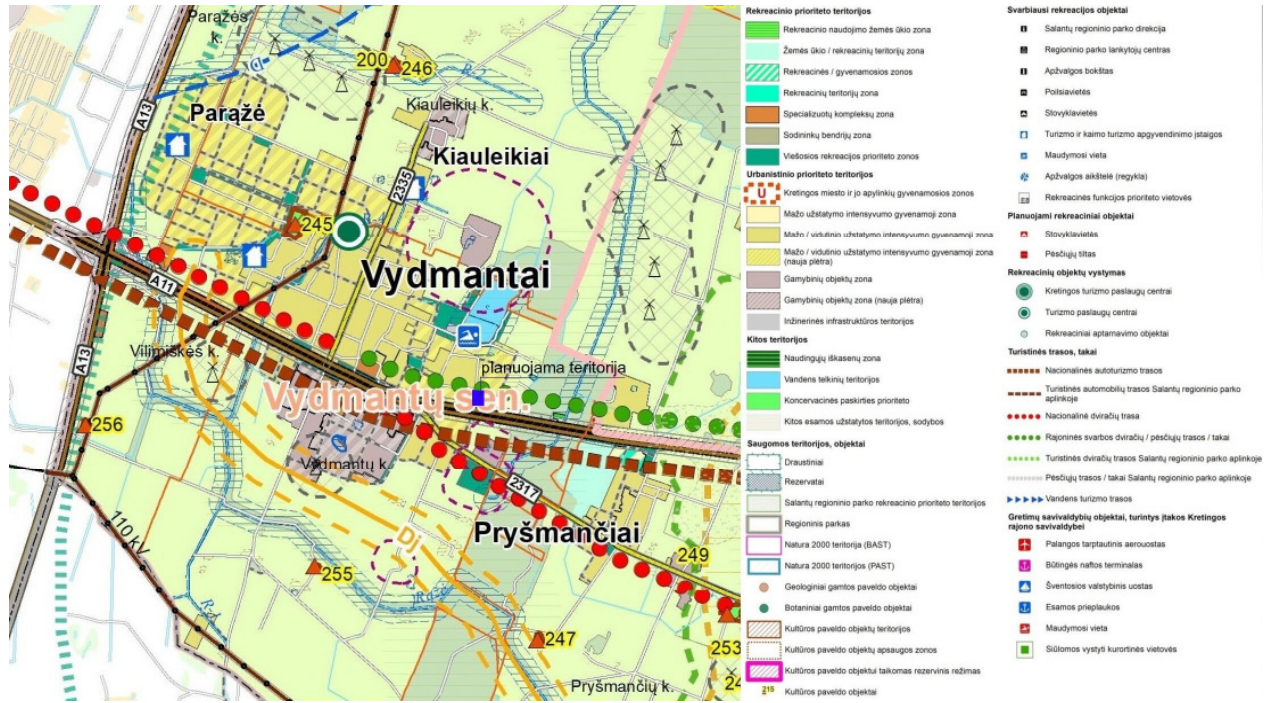 Paražės
k.
200
246
R-2
A13
Kiauleikių k.
Parąžė
Kiauleikiai
2335
245
Vydmantai
A11
A13
Vilimiškės k.
planuojama teritorija
Vydmantų sen.
256
Vydmantų k.
2317
Pryšmančiai
Dj
110 kV
255
249
247
253
24
Pryšmančių k.
Rekreacinio prioriteto teritorijos
Rekreacinio naudojimo žemės ūkio zona
Žemės ūkio / rekreacinių teritorijų zona
Rekreacinės / gyvenamosios zonos
Rekreacinių teritorijų zona
Specializuotų kompleksų zona
Sodininkų bendrijų zona
Viešosios rekreacijos prioriteto zonos
Urbanistinio prioriteto teritorijos
U
Kretingos miesto ir jo apylinkių gyvenamosios zonos
Mažo užstatymo intensyvumo gyvenamoji zona
Mažo / vidutinio užstatymo intensyvumo gyvenamoji zona
Mažo / vidutinio užstatymo intensyvumo gyvenamoji zona
(nauja plėtra)
Gamybinių objektų zona
Gamybinių objektų zona (nauja plėtra)
Inžinerinės infrastruktūros teritorijos
Kitos teritorijos
Naudingųjų iškasenų zona
Vandens telkinių teritorijos
Koncervacinės paskirties prioriteto
Kitos esamos užstatytos teritorijos, sodybos
Saugomos teritorijos, objektai
Draustiniai
Rezervatai
Salantų regioninio parko rekreacinio prioriteto teritorijos
Regioninis parkas
Natura 2000 teritorija (BAST)
Natura 2000 teritorijos (PAST)
Geologiniai gamtos paveldo objektai
Botaniniai gamtos paveldo objektai
Kultūros paveldo objektų teritorijos
Kultūros paveldo objektų apsaugos zonos
Kultūros paveldo objektui taikomas rezervinis režimas
215
Kultūros paveldo objektai
Svarbiausi rekreacijos objektai
Salantų regioninio parko direkcija
Regioninio parko lankytojų centras
Apžvalgos bokštas
Poilsiavietės
Stovyklavietės
Turizmo ir kaimo turizmo apgyvendinimo įstaigos
Maudymosi vieta
Apžvalgos aikštelė (regykla)
Rekreacinės funkcijos prioriteto vietovės
Planuojami rekreaciniai objektai
Stovyklavietės
Pėsčiųjų tiltas
Rekreacinių objektų vystymas
Kretingos turizmo paslaugų centrai
Turizmo paslaugų centrai
Rekreaciniai aptarnavimo objektai
Turistinės trasos, takai
Nacionalinės autoturizmo trasos
Turistinės automobilių trasos Salantų regioninio parko
aplinkoje
Nacionalinė dviračių trasa
Rajoninės svarbos dviračių / pėsčiųjų trasos / takai
Turistinės dviračių trasos Salantų regioninio parko aplinkoje
Pėsčiųjų trasos / takai Salantų regioninio parko aplinkoje
Vandens turizmo trasos
Gretimų savivaldybių objektai, turintys įtakos Kretingos
rajono savivaldybei
Palangos tarptautinis aerouostas
Būtingės naftos terminalas
Šventosios valstybinis uostas
Esamos prieplaukos
Maudymosi vieta
Siūlomos vystyti kurortinės vietovės